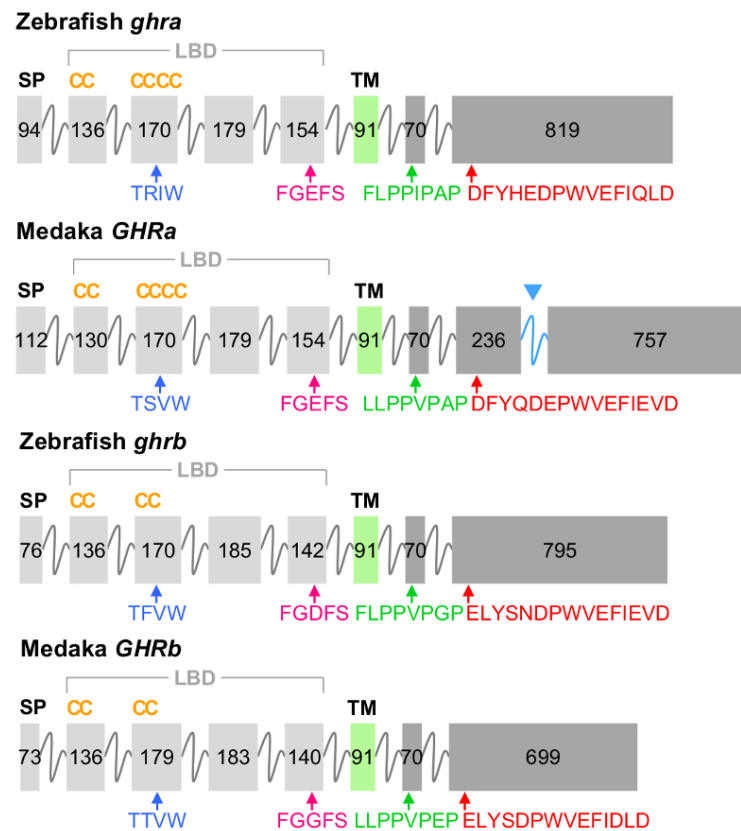 Zebrafish ghra
LBD
SP CC CCCC TM
94 136 170 179 154 91 70 819
TRIW FGEFS FLPPIPAP DFYHEDPWVEFIQLD
Medaka GHRa
LBD
SP CC CCCC TM
112 130 170 179 154 91 70 236 757
TSVW FGEFS LLPPVPAP DFYQDEPWVEFIEVD
Zebrafish ghrb
LBD
SP CC CC TM
76 136 170 185 142 91 70 795
TFVW FGDFS FLPPVPGP ELYSNDPWVEFIEVD
Medaka GHRb
LBD
SP CC CC TM
73 136 179 183 140 91 70 699
TTVW FGGFS LLPPVPEP ELYSDPWVEFIDLD